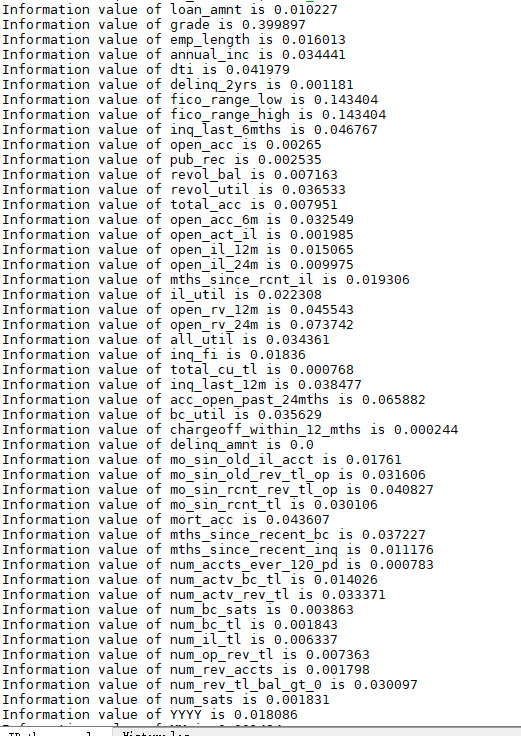 Information value of loan_amnt is 0.010227
Information value of grade is 0.399897
Information value of emp_length is 0.016013
Information value of annual_inc is 0.034441
Information value of dti is 0.041979
Information value of delinq_2yrs is 0.001181
Information value of fico_range_low is 0.143404
Information value of fico_range_high is 0.143404
Information value of inq_last_6mths is 0.046767
Information value of open_acc is 0.00265
Information value of pub_rec is 0.002535
Information value of revol_bal is 0.007163
Information value of revol_util is 0.036533
Information value of total_acc is 0.007951
Information value of open_acc_6m is 0.032549
Information value of open_act_il is 0.001985
Information value of open_il_12m is 0.015065
Information value of open_il_24m is 0.009975
Information value of mths_since_rcnt_il is 0.019306
Information value of il_util is 0.022308
Information value of open_rv_12m is 0.045543
Information value of open_rv_24m is 0.073742
Information value of all_util is 0.034361
Information value of inq_fi is 0.01836
Information value of total_cu_tl is 0.000768
Information value of inq_last_12m is 0.038477
Information value of acc_open_past_24mths is 0.065882
Information value of bc_util is 0.035629
Information value of chargeoff_within_12_mths is 0.000244
Information value of delinq_amnt is 0.0
Information value of mo_sin_old_il_acct is 0.01761
Information value of mo_sin_old_rev_tl_op is 0.031606
Information value of mo_sin_rcnt_rev_tl_op is 0.040827
Information value of mo_sin_rcnt_tl is 0.030106
Information value of mort_acc is 0.043607
Information value of mths_since_recent_bc is 0.037227
Information value of mths_since_recent_inq is 0.011176
Information value of num_accts_ever_120_pd is 0.000783
Information value of num_actv_bc_tl is 0.014026
Information value of num_actv_rev_tl is 0.033371
Information value of num_bc_sats is 0.003863
Information value of num_bc_tl is 0.001843
Information value of num_il_tl is 0.006337
Information value of num_op_rev_tl is 0.007363
Information value of num_rev_accts is 0.001798
Information value of num_rev_tl_bal_gt_0 is 0.030097
Information value of num_sats is 0.001831
Information value of YYYY is 0.018086